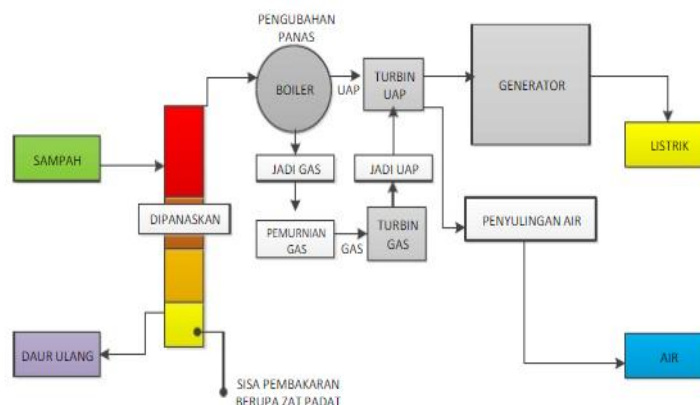 PENGUBAHAN
PANAS
BOILER
UAP
TURBIN
UAP
GENERATOR
LISTRIK
SAMPAH
JADI GAS
JADI UAP
DIPANASKAN
PEMURNIAN
GAS
GAS
TURBIN
GAS
PENYULINGAN AIR
DAUR ULANG
AIR
SISA PEMBAKARAN
BERUPA ZAT PADAT